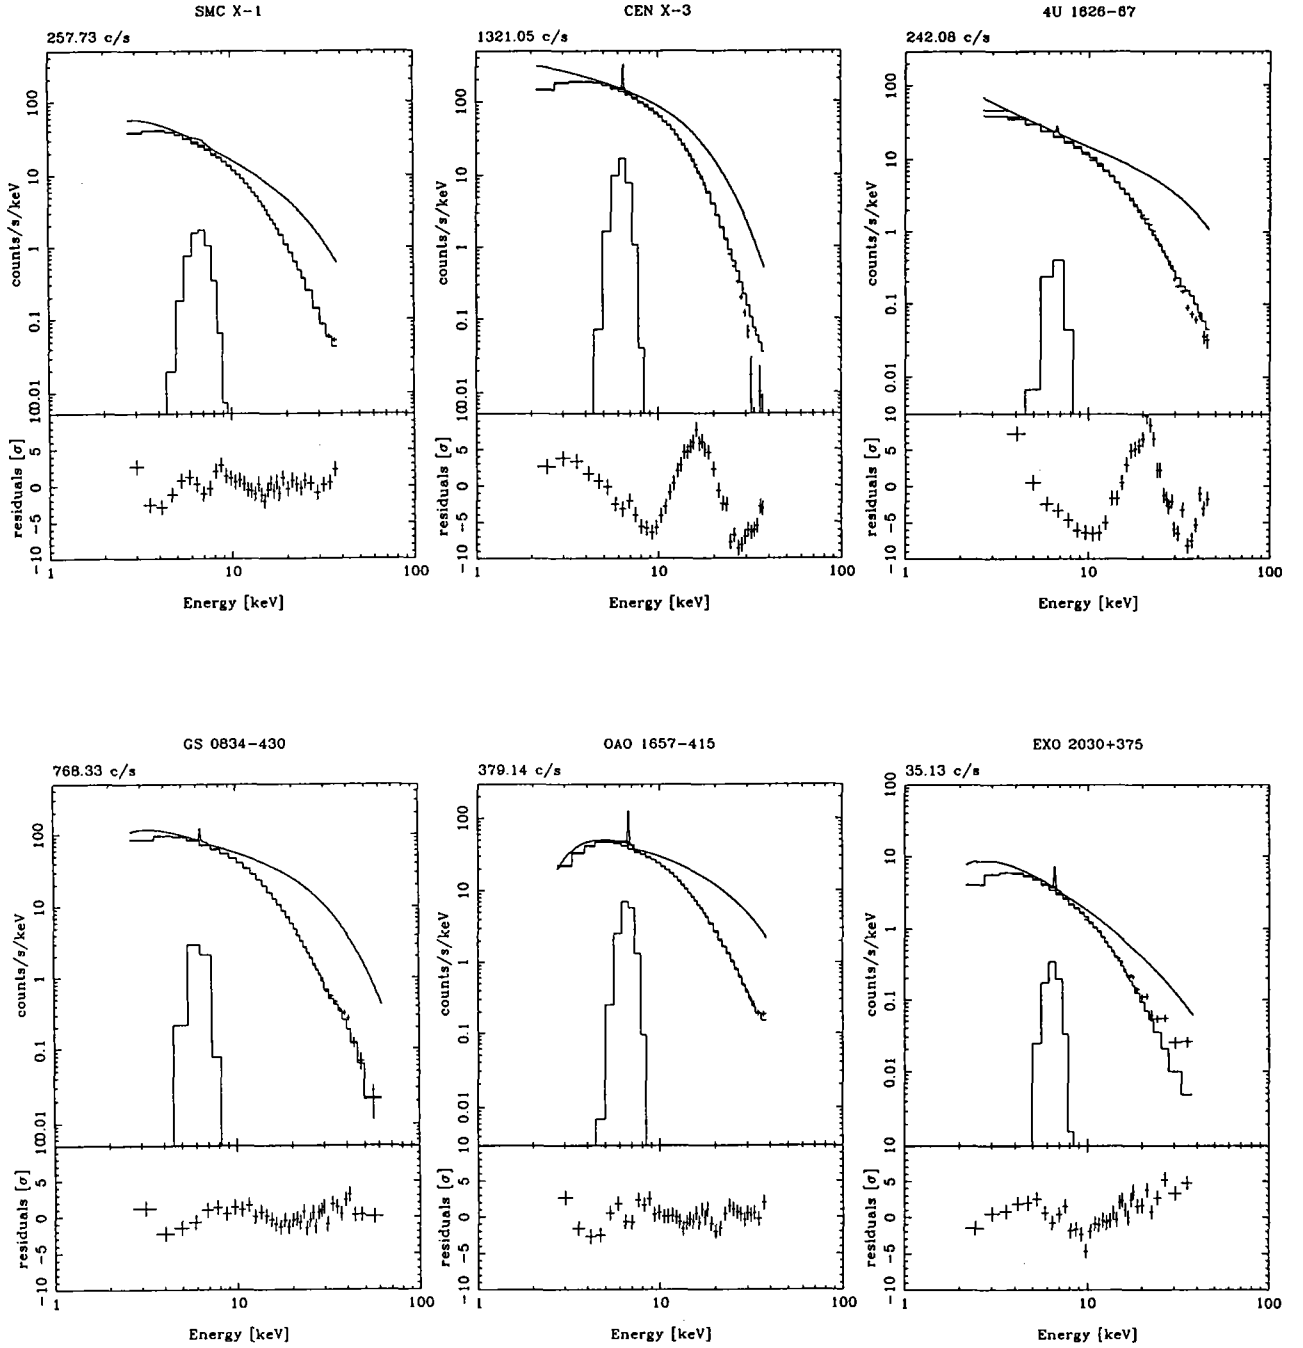 SMC X-1
257.73 c/s
counts/s/keV
100
10
1
0.1
0.01
10
residuals [σ]
5
0
-5
-10
1
10
100
Energy [keV]
CEN X-3
1321.05 c/s
counts/s/keV
100
10
1
0.1
0.01
10
residuals [σ]
5
0
-5
-10
1
10
100
Energy [keV]
4U 1626-67
242.08 c/s
counts/s/keV
100
10
1
0.1
0.01
10
residuals [σ]
5
0
-5
-10
1
10
100
Energy [keV]
GS 0834-430
768.33 c/s
counts/s/keV
100
10
1
0.1
0.01
10
residuals [σ]
5
0
-5
-10
1
10
100
Energy [keV]
OAO 1657-415
379.14 c/s
counts/s/keV
100
10
1
0.1
0.01
10
residuals [σ]
5
0
-5
-10
1
10
100
Energy [keV]
EXO 2030+375
35.13 c/s
counts/s/keV
100
10
1
0.1
0.01
10
residuals [σ]
5
0
-5
-10
1
10
100
Energy [keV]